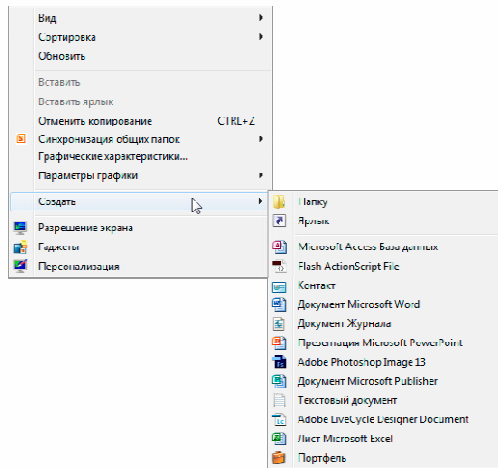 Вид
Сортировка
Обновить
Вставить
Вставить ярлык
Отменить копирование CTRL+Z
Синхронизация общих папок
Графические характеристики...
Параметры графики
Создать
Разрешение экрана
Гаджеты
Персонализация
Папку
Ярлык
Microsoft Access База данных
Flash ActionScript File
Контакт
Документ Microsoft Word
Документ Журнала
Презентация Microsoft PowerPoint
Adobe Photoshop Image 13
Документ Microsoft Publisher
Текстовый документ
Adobe LiveCycle Designer Document
Лист Microsoft Excel
Портфель